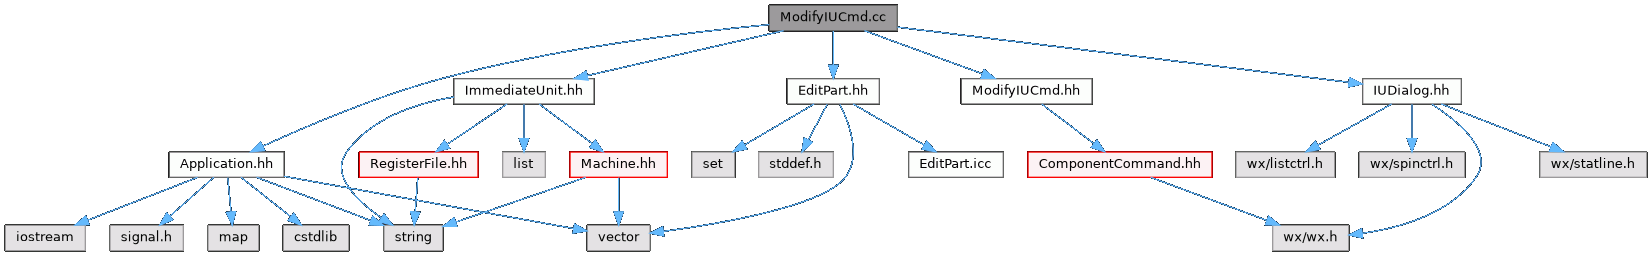 ModifyIUCmd.cc
ImmediateUnit.hh
EditPart.hh
ModifyIUCmd.hh
IUDialog.hh
Application.hh
RegisterFile.hh
list
Machine.hh
set
stddef.h
EditPart.icc
ComponentCommand.hh
wx/listctrl.h
wx/spinctrl.h
wx/statline.h
iostream
signal.h
map
cstdlib
string
vector
wx/wx.h